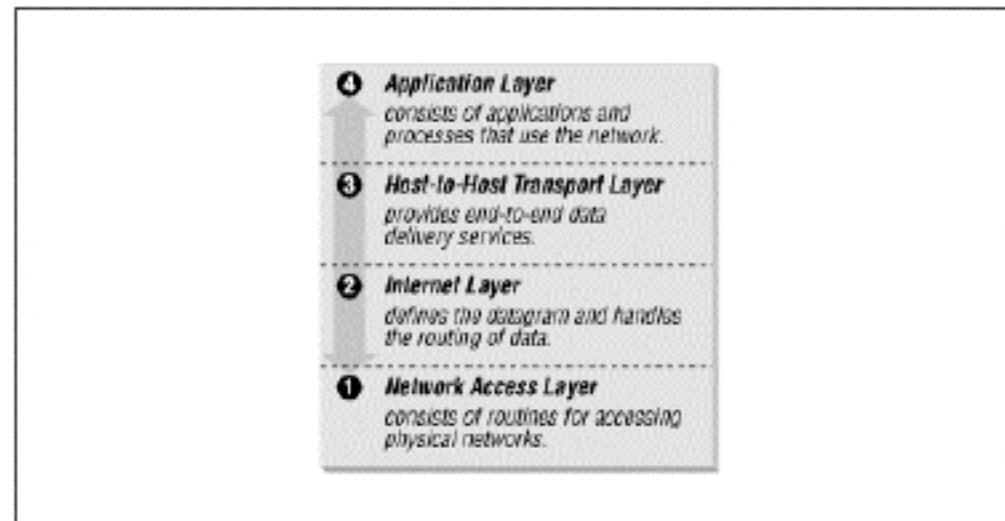 4 Application Layer
consists of applications and
processes that use the network.
3 Host-to-Host Transport Layer
provides end-to-end data
delivery services.
2 Internet Layer
defines the datagram and handles
the routing of data.
1 Network Access Layer
consists of routines for accessing
physical networks.